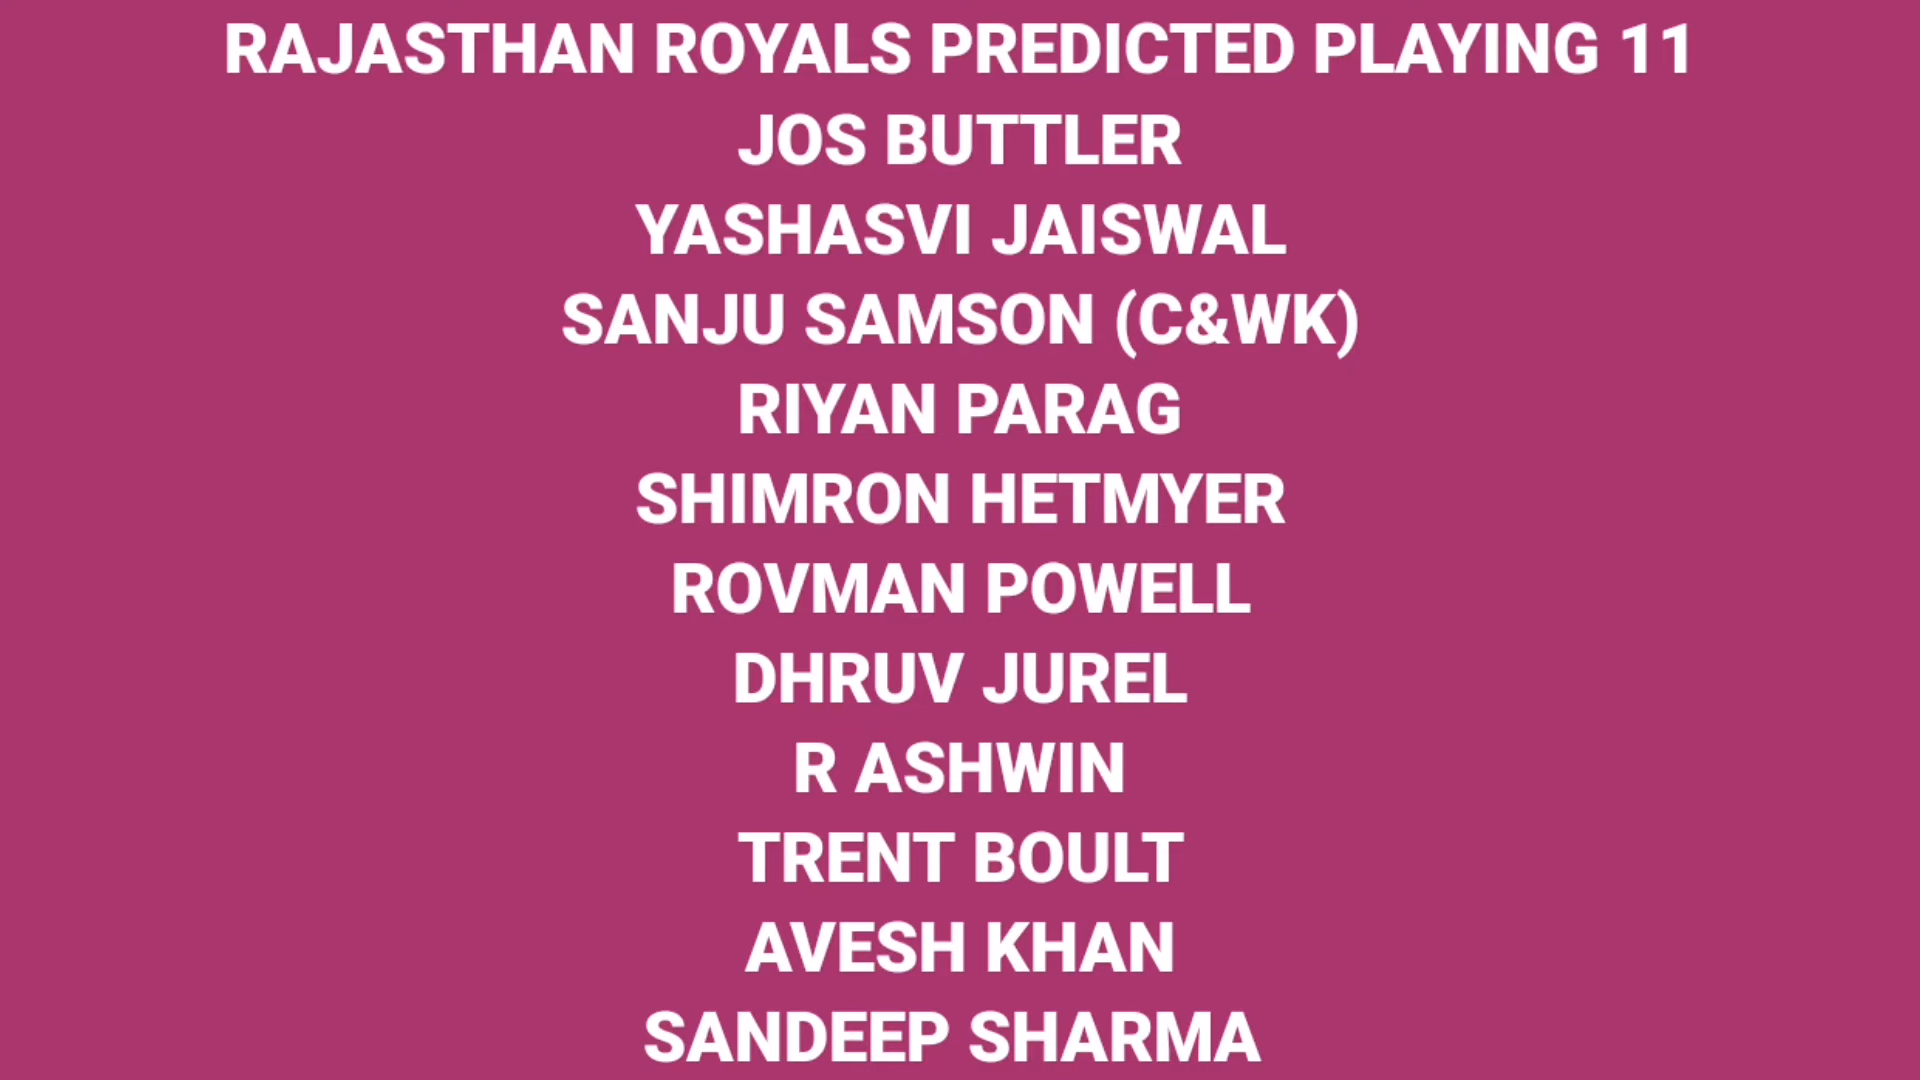 RAJASTHAN ROYALS PREDICTED PLAYING 11
JOS BUTTLER
YASHASVI JAISWAL
SANJU SAMSON (C&WK)
RIYAN PARAG
SHIMRON HETMYER
ROVMAN POWELL
DHRUV JUREL
R ASHWIN
TRENT BOULT
AVESH KHAN
SANDEEP SHARMA